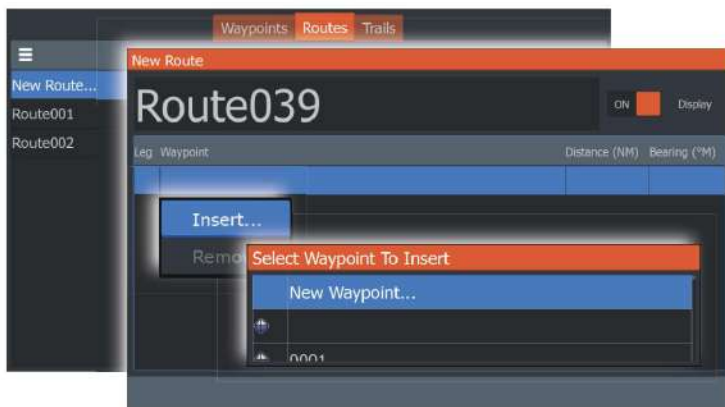 Waypoints Routes Trails
New Route...
Route001
Route002
New Route
Route039
ON Display
Leg Waypoint Distance (NM) Bearing (°M)
Insert...
Remo
Select Waypoint To Insert
New Waypoint...
0001